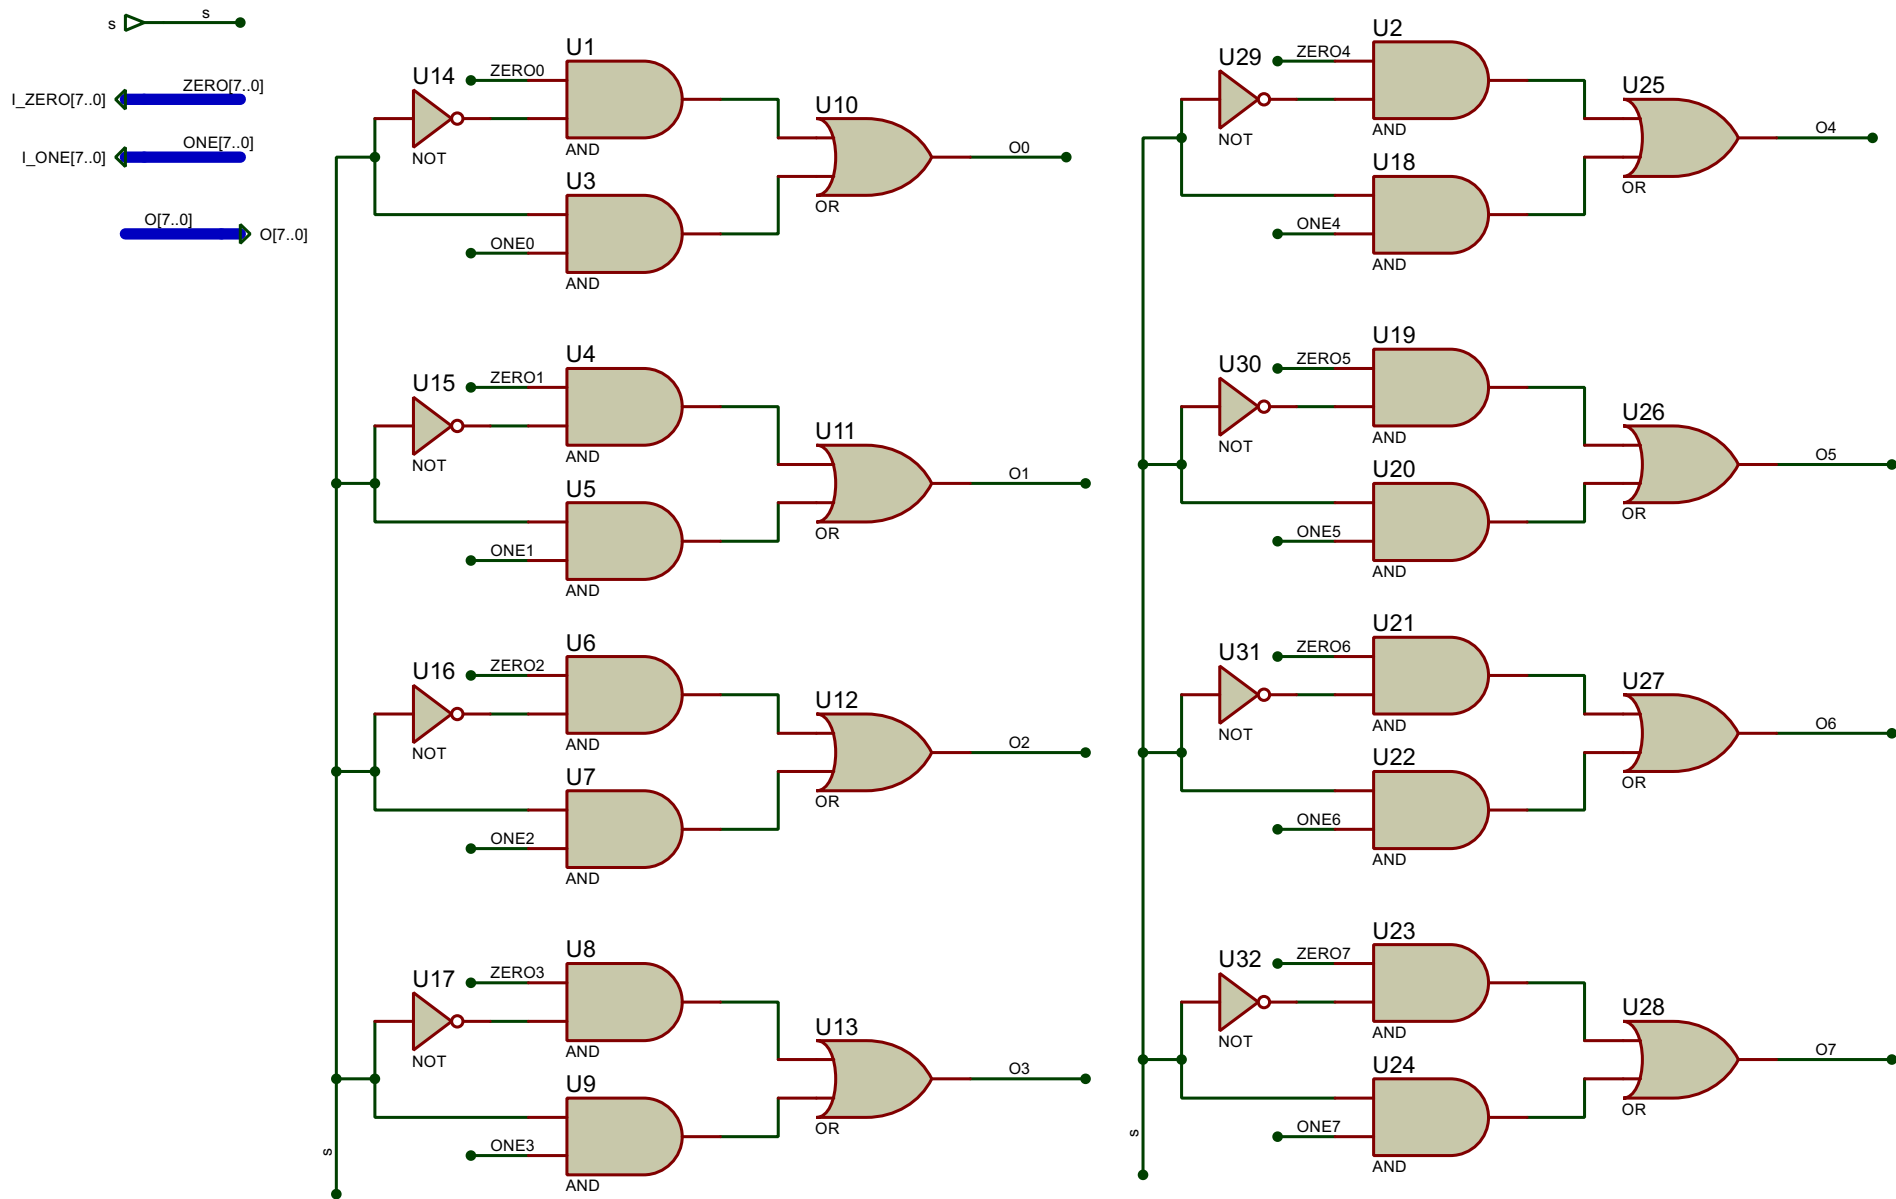 s
s
I_ZERO[7..0]
ZERO[7..0]
I_ONE[7..0]
ONE[7..0]
O[7..0]
O[7..0]
U1
U14
ZERO0
NOT
AND
U10
O0
OR
U3
ONE0
AND
U4
U15
ZERO1
NOT
AND
U11
O1
OR
U5
ONE1
AND
U6
U16
ZERO2
NOT
AND
U12
O2
OR
U7
ONE2
AND
U8
U17
ZERO3
NOT
AND
U13
O3
OR
U9
ONE3
AND
s
U2
U29
ZERO4
NOT
AND
U25
O4
OR
U18
ONE4
AND
U19
U30
ZERO5
NOT
AND
U26
O5
OR
U20
ONE5
AND
U21
U31
ZERO6
NOT
AND
U27
O6
OR
U22
ONE6
AND
U23
U32
ZERO7
NOT
AND
U28
O7
OR
U24
ONE7
AND
s